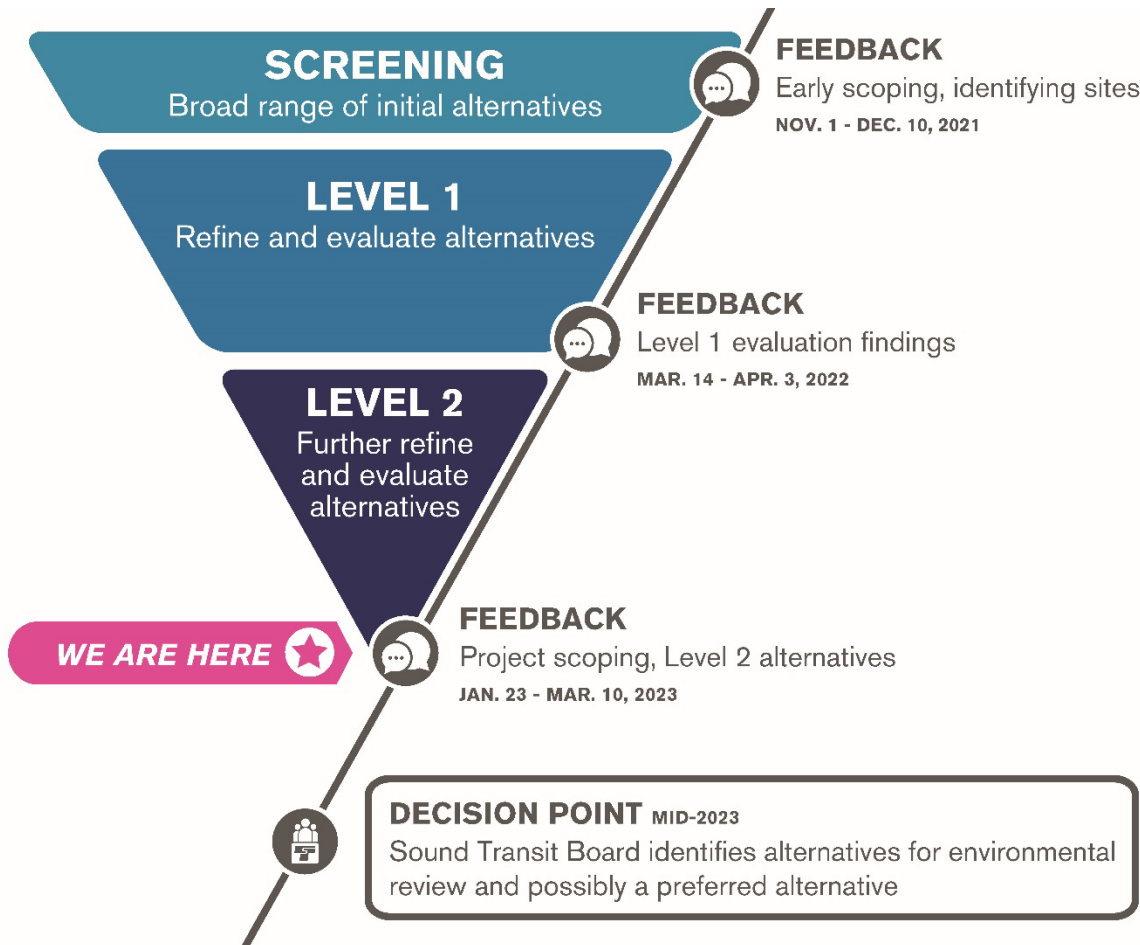 SCREENING
Broad range of initial alternatives
FEEDBACK
Early scoping, identifying sites
NOV. 1 - DEC. 10, 2021
LEVEL 1
Refine and evaluate alternatives
FEEDBACK
Level 1 evaluation findings
MAR. 14 - APR. 3, 2022
LEVEL 2
Further refine
and evaluate
alternatives
WE ARE HERE
FEEDBACK
Project scoping, Level 2 alternatives
JAN. 23 - MAR. 10, 2023
DECISION POINT MID-2023
Sound Transit Board identifies alternatives for environmental
review and possibly a preferred alternative